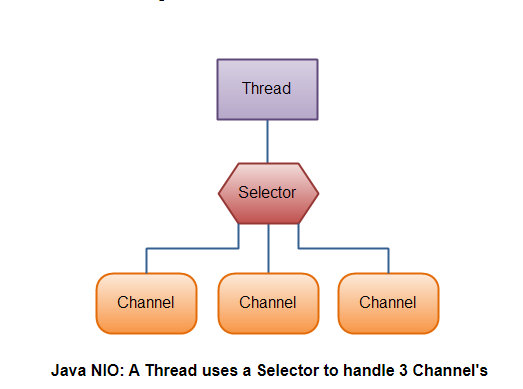 Thread
Selector
Channel Channel Channel
Java NIO: A Thread uses a Selector to handle 3 Channel's